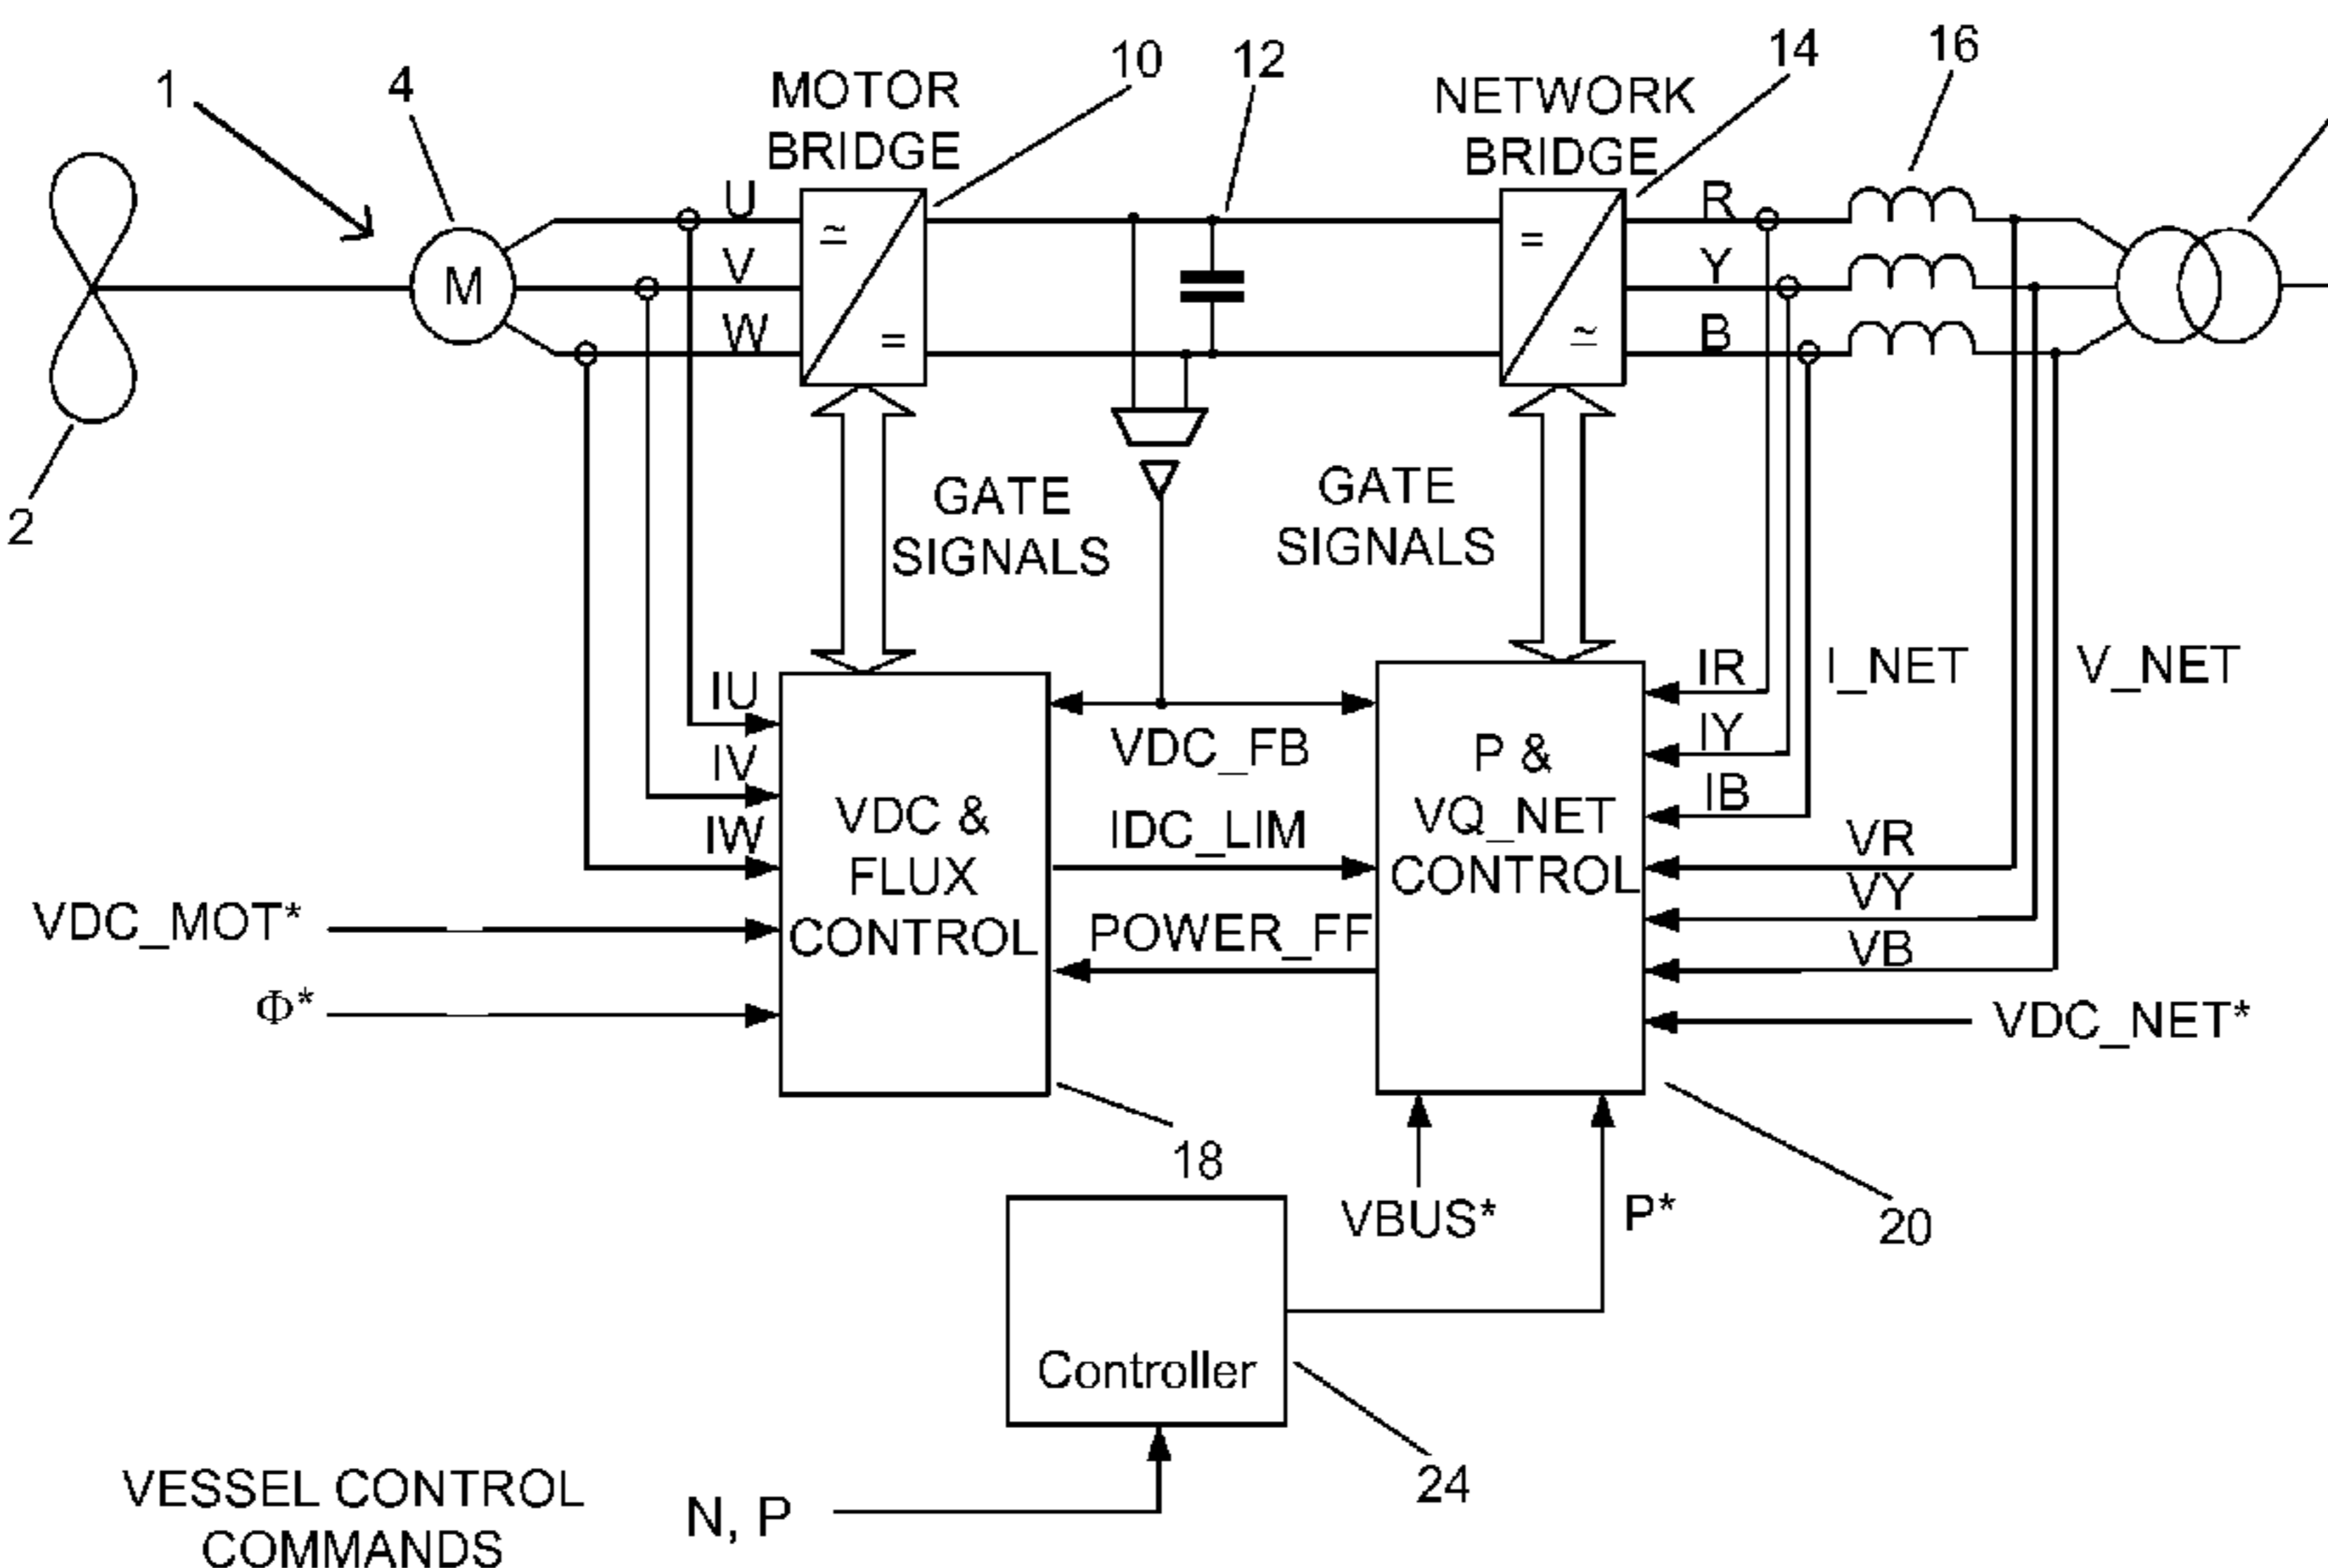 1
4
MOTOR
BRIDGE
10
12
NETWORK
BRIDGE
14
16
U
V
W
≃
=
=
≃
R
Y
B
M
2
GATE
SIGNALS
GATE
SIGNALS
IU
IV
IW
VDC_MOT*
Φ*
VDC &
FLUX
CONTROL
VDC_FB
IDC_LIM
POWER_FF
P &
VQ_NET
CONTROL
IR
IY
IB
I_NET
V_NET
VR
VY
VB
VDC_NET*
18
VBUS*
P*
20
Controller
24
VESSEL CONTROL
COMMANDS
N, P